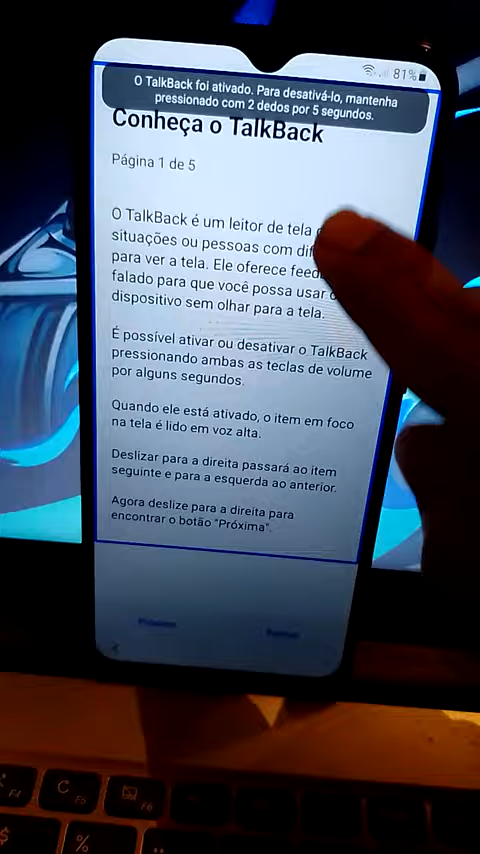 81%
O TalkBack foi ativado. Para desativá-lo, mantenha
pressionado com 2 dedos por 5 segundos.
Conheça o TalkBack
Página 1 de 5
O TalkBack é um leitor de tela
situações ou pessoas com
para ver a tela. Ele oferece
falado para que você possa usar
dispositivo sem olhar para a tela.
É possível ativar ou desativar o TalkBack
pressionando ambas as teclas de volume
por alguns segundos.
Quando ele está ativado, o item em foco
na tela é lido em voz alta.
Deslizar para a direita passará ao item
seguinte e para a esquerda ao anterior.
Agora deslize para a direita para
encontrar o botão "Próxima".
F4
C F5
F6
$
%